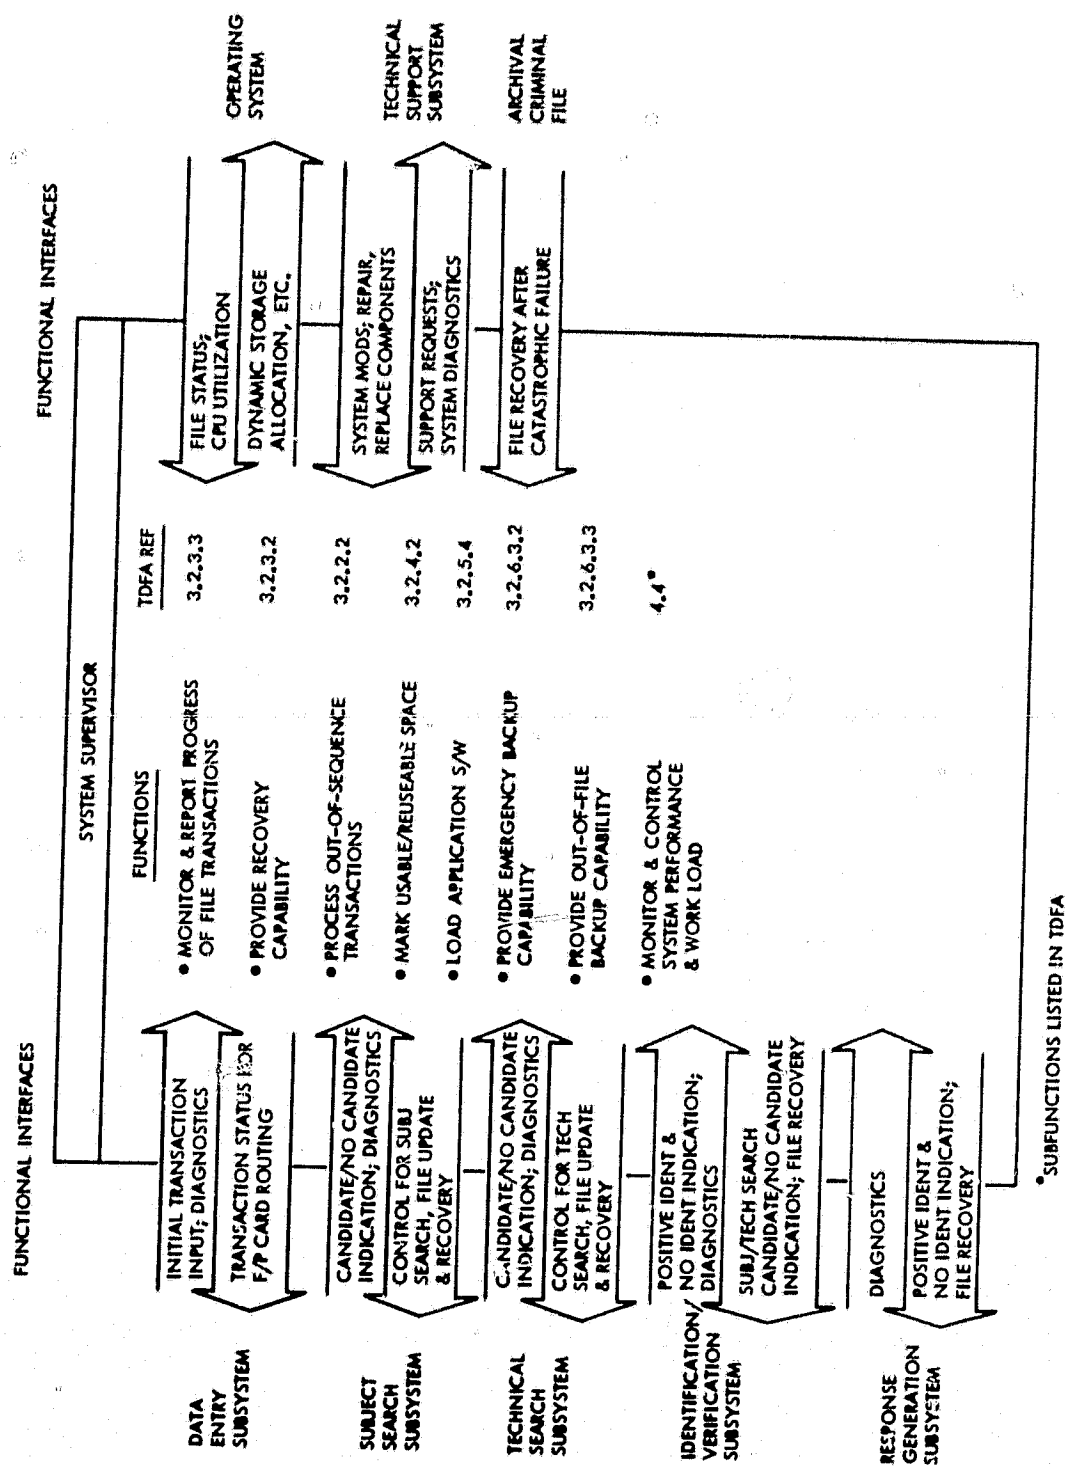 FUNCTIONAL INTERFACES
FUNCTIONAL INTERFACES
SYSTEM SUPERVISOR
DATA
ENTRY
SUBSYSTEM
INITIAL TRANSACTION
INPUT; DIAGNOSTICS
TRANSACTION STATUS FOR
F/P CARD ROUTING
SUBJECT
SEARCH
SUBSYSTEM
CANDIDATE/NO CANDIDATE
INDICATION; DIAGNOSTICS
CONTROL FOR SUBJ
SEARCH, FILE UPDATE
& RECOVERY
TECHNICAL
SEARCH
SUBSYSTEM
CANDIDATE/NO CANDIDATE
INDICATION; DIAGNOSTICS
CONTROL FOR TECH
SEARCH, FILE UPDATE
& RECOVERY
IDENTIFICATION/
VERIFICATION
SUBSYSTEM
POSITIVE IDENT &
NO IDENT INDICATION;
DIAGNOSTICS
SUBJ/TECH SEARCH
CANDIDATE/NO CANDIDATE
INDICATION; FILE RECOVERY
RESPONSE
GENERATION
SUBSYSTEM
DIAGNOSTICS
POSITIVE IDENT &
NO IDENT INDICATION;
FILE RECOVERY
FUNCTIONS
TDFA REF
• MONITOR & REPORT PROGRESS
OF FILE TRANSACTIONS
3.2.3.3
• PROVIDE RECOVERY
CAPABILITY
3.2.3.2
• PROCESS OUT-OF-SEQUENCE
TRANSACTIONS
3.2.2.2
• MARK USABLE/REUSEABLE SPACE
3.2.4.2
• LOAD APPLICATION S/W
3.2.5.4
• PROVIDE EMERGENCY BACKUP
CAPABILITY
3.2.6.3.2
• PROVIDE OUT-OF-FILE
BACKUP CAPABILITY
3.2.6.3.3
• MONITOR & CONTROL
SYSTEM PERFORMANCE
& WORK LOAD
4.4*
FILE STATUS;
CPU UTILIZATION
DYNAMIC STORAGE
ALLOCATION, ETC.
OPERATING
SYSTEM
SYSTEM MODS; REPAIR,
REPLACE COMPONENTS
SUPPORT REQUESTS;
SYSTEM DIAGNOSTICS
TECHNICAL
SUPPORT
SUBSYSTEM
FILE RECOVERY AFTER
CATASTROPHIC FAILURE
ARCHIVAL
CRIMINAL
FILE
*SUBFUNCTIONS LISTED IN TDFA